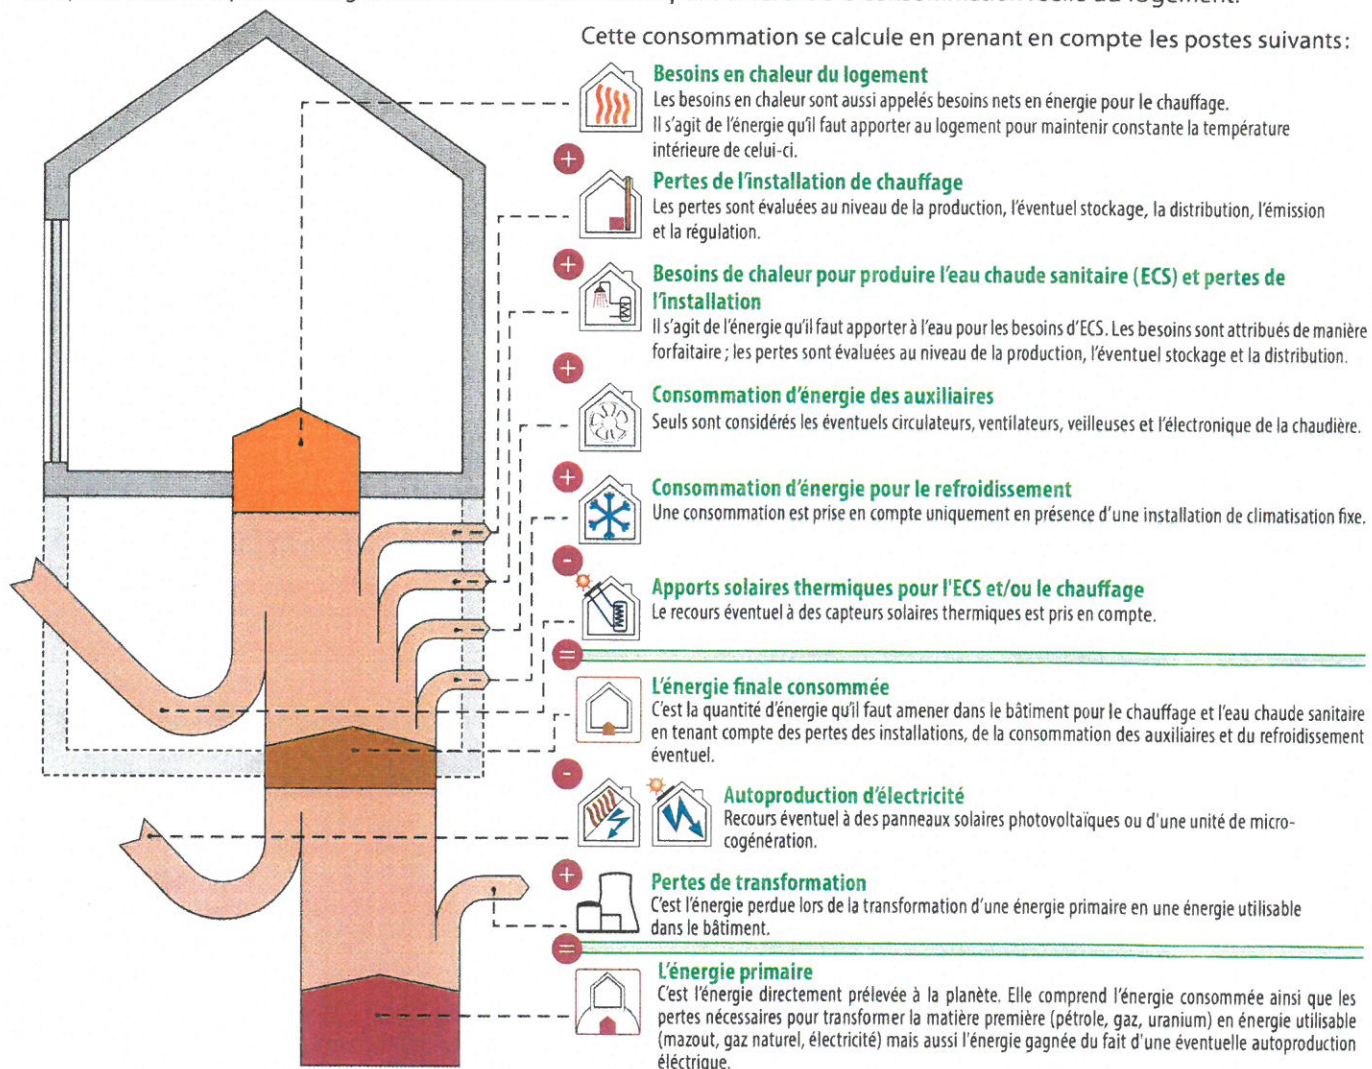 consommation réelle du logement.
Cette consommation se calcule en prenant en compte les postes suivants :
Besoins en chaleur du logement
Les besoins en chaleur sont aussi appelés besoins nets en énergie pour le chauffage.
Il s'agit de l'énergie qu'il faut apporter au logement pour maintenir constante la température
intérieure de celui-ci.
+
Pertes de l'installation de chauffage
Les pertes sont évaluées au niveau de la production, l'éventuel stockage, la distribution, l'émission
et la régulation.
+
Besoins de chaleur pour produire l'eau chaude sanitaire (ECS) et pertes de
l'installation
Il s'agit de l'énergie qu'il faut apporter à l'eau pour les besoins d'ECS. Les besoins sont attribués de manière
forfaitaire ; les pertes sont évaluées au niveau de la production, l'éventuel stockage et la distribution.
+
Consommation d'énergie des auxiliaires
Seuls sont considérés les éventuels circulateurs, ventilateurs, veilleuses et l'électronique de la chaudière.
+
Consommation d'énergie pour le refroidissement
Une consommation est prise en compte uniquement en présence d'une installation de climatisation fixe.
-
Apports solaires thermiques pour l'ECS et/ou le chauffage
Le recours éventuel à des capteurs solaires thermiques est pris en compte.
=
L'énergie finale consommée
C'est la quantité d'énergie qu'il faut amener dans le bâtiment pour le chauffage et l'eau chaude sanitaire
en tenant compte des pertes des installations, de la consommation des auxiliaires et du refroidissement
éventuel.
-
Autoproduction d'électricité
Recours éventuel à des panneaux solaires photovoltaïques ou d'une unité de micro-
cogénération.
+
Pertes de transformation
C'est l'énergie perdue lors de la transformation d'une énergie primaire en une énergie utilisable
dans le bâtiment.
=
L'énergie primaire
C'est l'énergie directement prélevée à la planète. Elle comprend l'énergie consommée ainsi que les
pertes nécessaires pour transformer la matière première (pétrole, gaz, uranium) en énergie utilisable
(mazout, gaz naturel, électricité) mais aussi l'énergie gagnée du fait d'une éventuelle autoproduction
éléctrique.